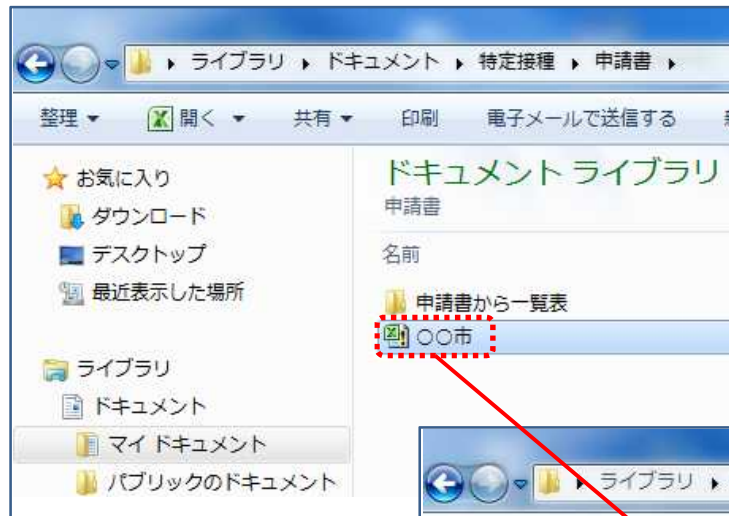 ライブラリ ▸ ドキュメント ▸ 特定接種 ▸ 申請書 ▸
整理 ▼ 開く ▼ 共有 ▼ 印刷 電子メールで送信する
お気に入り
ダウンロード
デスクトップ
最近表示した場所
ライブラリ
ドキュメント
マイ ドキュメント
パブリックのドキュメント
ドキュメント ライブラリ
申請書
名前
申請書から一覧表
○○市
ライブラリ ▸